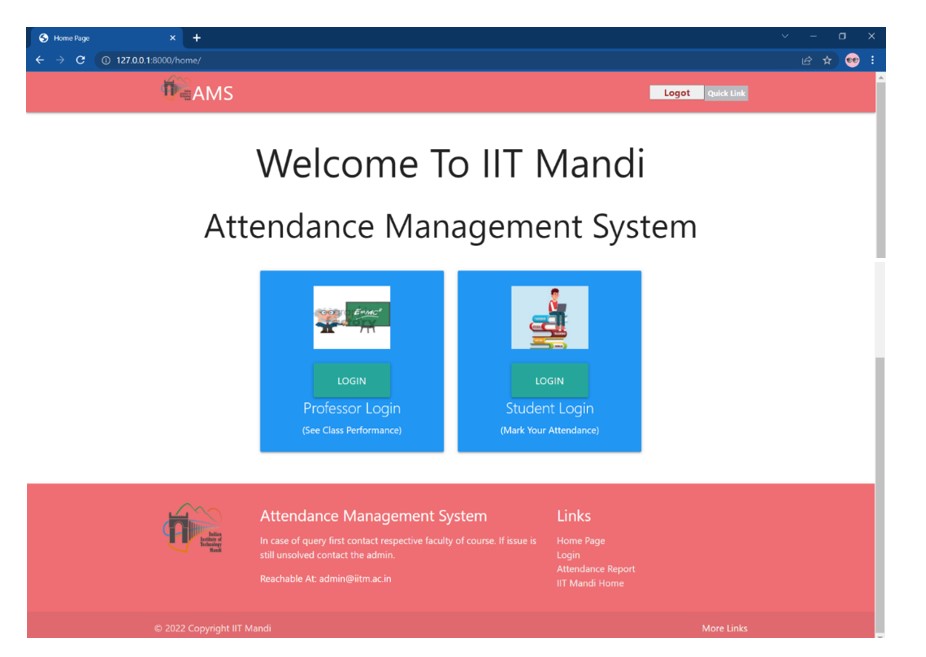 Home Page
127.0.0.1:8000/home/
AMS
Logot Quick Link
Welcome To IIT Mandi
Attendance Management System
LOGIN
Professor Login
(See Class Performance)
LOGIN
Student Login
(Mark Your Attendance)
Indian
Institute of
Technology
Mandi
Attendance Management System
In case of query first contact respective faculty of course. If issue is
still unsolved contact the admin.
Reachable At: admin@iitm.ac.in
Links
Home Page
Login
Attendance Report
IIT Mandi Home
© 2022 Copyright IIT Mandi
More Links